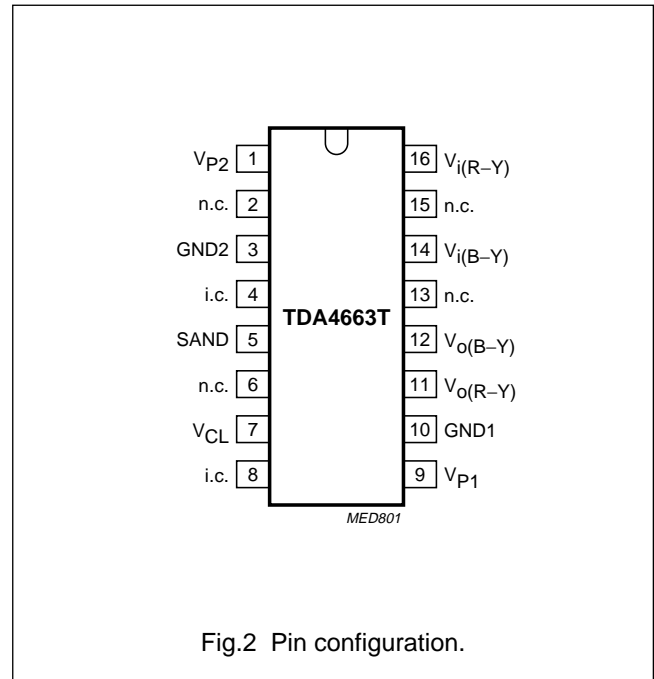 V_P2 1
n.c. 2
GND2 3
i.c. 4
SAND 5
n.c. 6
V_CL 7
i.c. 8
TDA4663T
16 V_i(R−Y)
15 n.c.
14 V_i(B−Y)
13 n.c.
12 V_o(B−Y)
11 V_o(R−Y)
10 GND1
9 V_P1
MED801
Fig.2 Pin configuration.